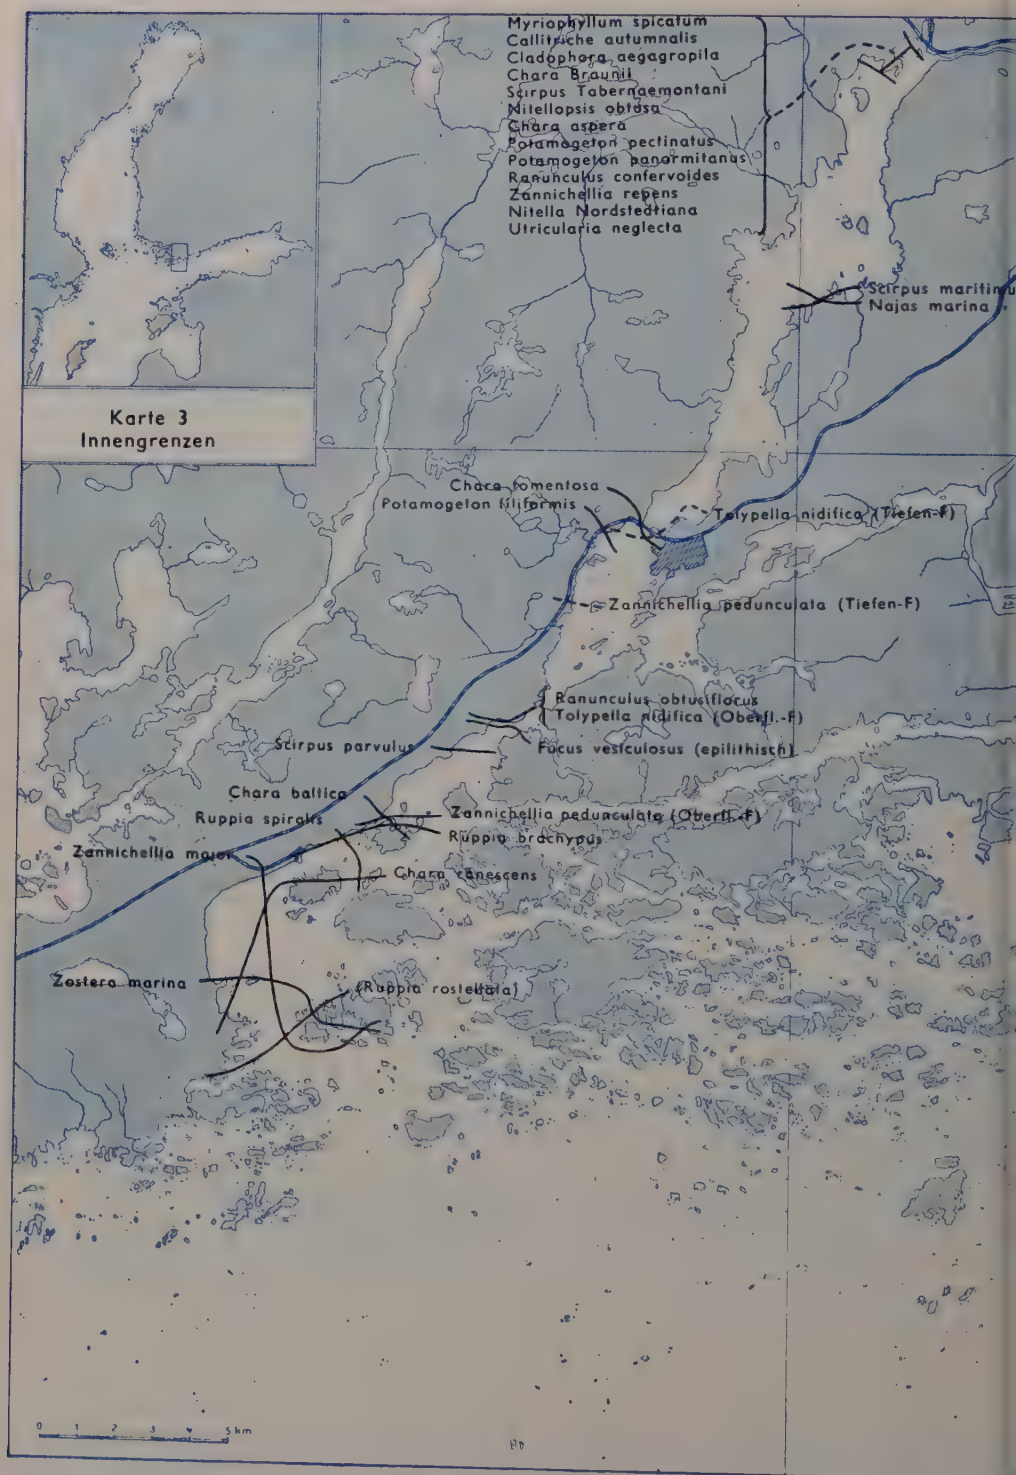 Myriophyllum spicatum
Callitriche autumnalis
Cladophora aegagropila
Chara Braunii
Scirpus Tabernaemontani
Nitellopsis obtusa
Chara aspera
Potamogeton pectinatus
Potamogeton panormitanus
Ranunculus confervoides
Zannichellia repens
Nitella Nordstedtiana
Utricularia neglecta
Scirpus maritimu
Najas marina
Karte 3
Innengrenzen
Chara tomentosa
Potamogeton filiformis
Tolypella nidifica (Tiefen-F)
Zannichellia pedunculata (Tiefen-F)
Ranunculus obtusiflorus
Tolypella nidifica (Oberfl.-F)
Scirpus parvulus
Fucus vesiculosus (epilithisch)
Chara baltica
Ruppia spiralis
Zannichellia pedunculata (Oberfl.-F)
Ruppia brachypus
Zannichellia major
Chara canescens
Zostera marina
(Ruppia rostellata)
0 1 2 3 4 5 km